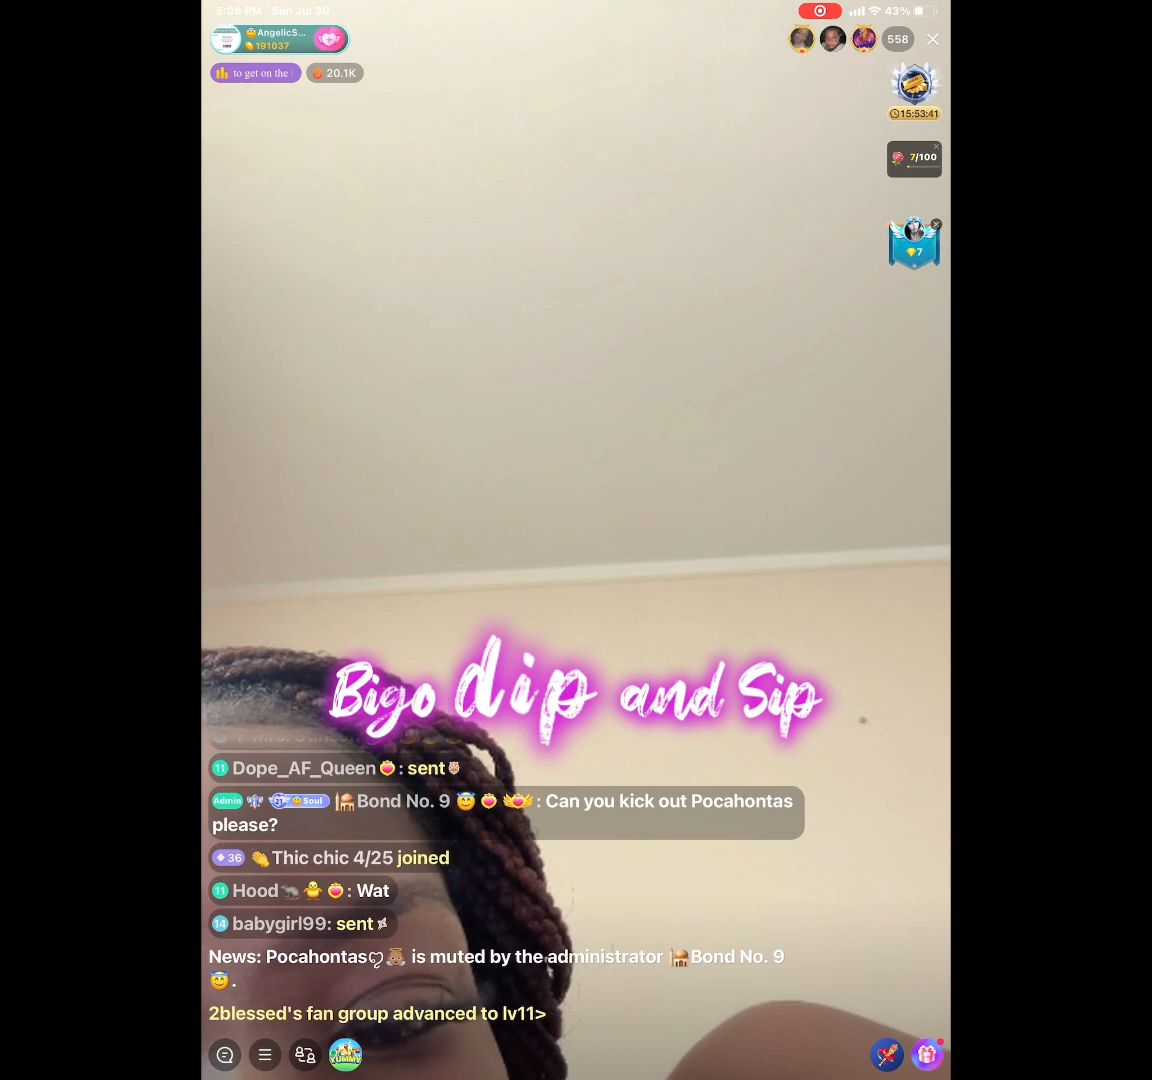 5:06 PM Sun Jul 30
43%
AngelicS...
191037
558
to get on the
20.1K
15:53:41
7/100
7
Bigo dip and Sip
11 Dope_AF_Queen : sent
Admin 21 Soul Bond No. 9 : Can you kick out Pocahontas
please?
36 Thic chic 4/25 joined
11 Hood : Wat
14 babygirl99: sent
News: Pocahontas is muted by the administrator Bond No. 9
.
2blessed's fan group advanced to lv11>
YUMMY